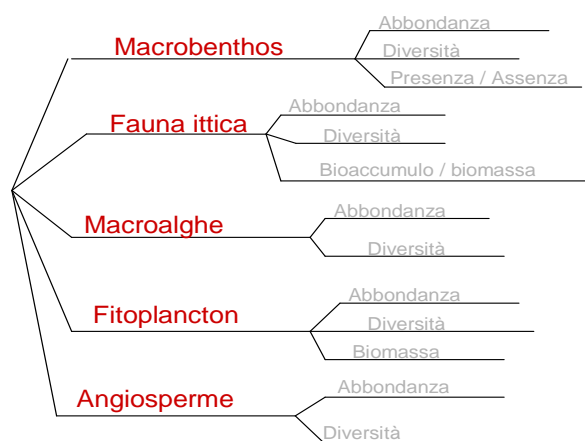 Macrobenthos
Abbondanza
Diversità
Presenza / Assenza
Fauna ittica
Abbondanza
Diversità
Bioaccumulo / biomassa
Macroalghe
Abbondanza
Diversità
Fitoplancton
Abbondanza
Diversità
Biomassa
Angiosperme
Abbondanza
Diversità